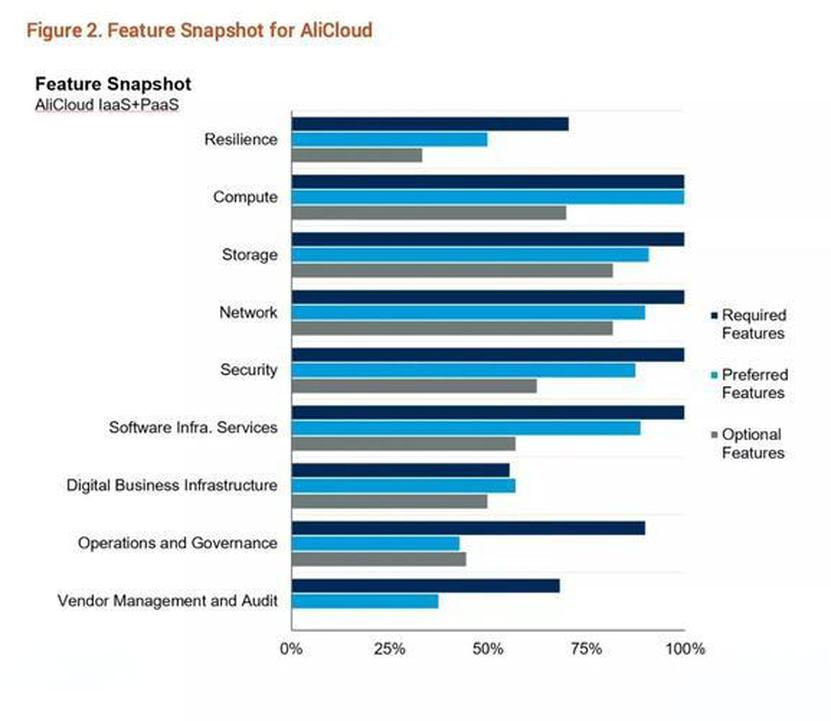 Figure 2. Feature Snapshot for AliCloud
Feature Snapshot
AliCloud IaaS+PaaS
Resilience
Compute
Storage
Network
Security
Software Infra. Services
Digital Business Infrastructure
Operations and Governance
Vendor Management and Audit
0% 25% 50% 75% 100%
Required
Features
Preferred
Features
Optional
Features